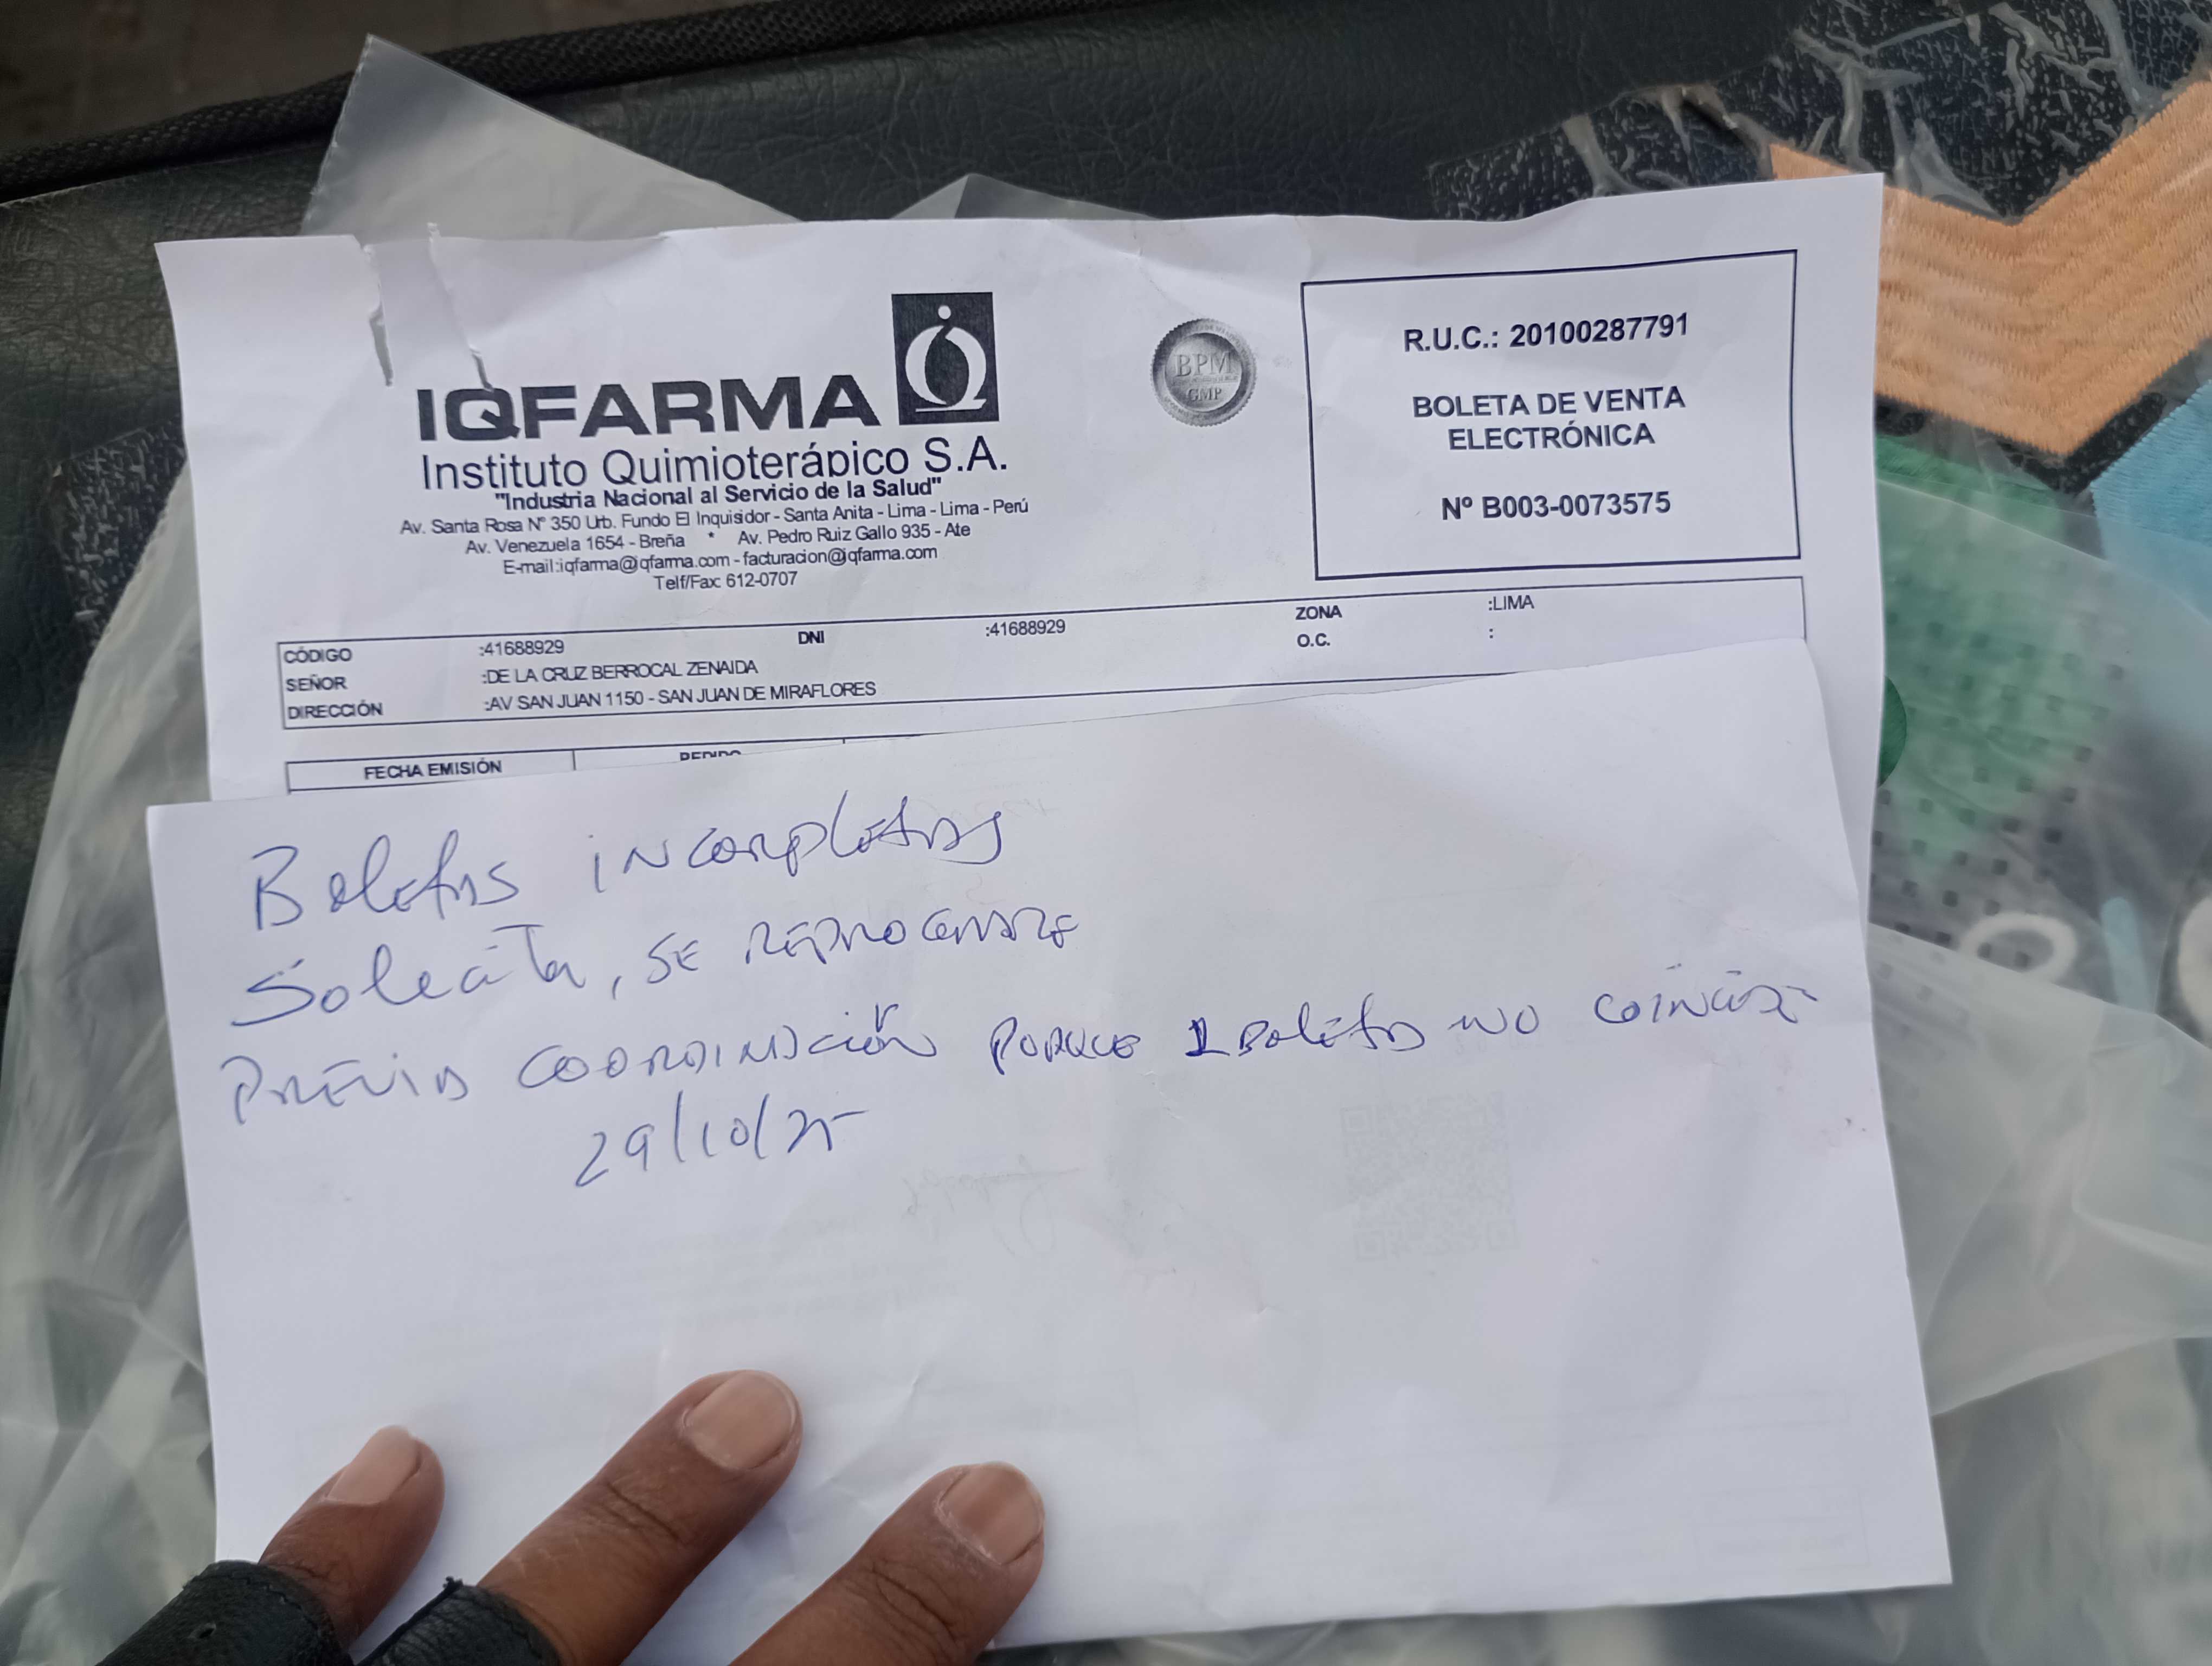 IQFARMA
Instituto Quimioterápico S.A.
"Industria Nacional al Servicio de la Salud"
Av. Santa Rosa Nº 350 Urb. Fundo El Inquisidor - Santa Anita - Lima - Lima - Perú
Av. Venezuela 1654 - Breña * Av. Pedro Ruiz Gallo 935 - Ate
E-mail:iqfarma@iqfarma.com - facturacion@iqfarma.com
Telf/Fax: 612-0707
BPM
GMP
R.U.C.: 20100287791
BOLETA DE VENTA
ELECTRÓNICA
Nº B003-0073575
CÓDIGO :41688929 DNI :41688929 ZONA :LIMA
SEÑOR :DE LA CRUZ BERROCAL ZENAIDA O.C. :
DIRECCIÓN :AV SAN JUAN 1150 - SAN JUAN DE MIRAFLORES
FECHA EMISIÓN PEDIDO
Boletas incompletas
Solicita, SE REPROGRAME
PREVIA COORDINACIÓN PORQUE 1 Boleta NO COINCIDE
29/10/25